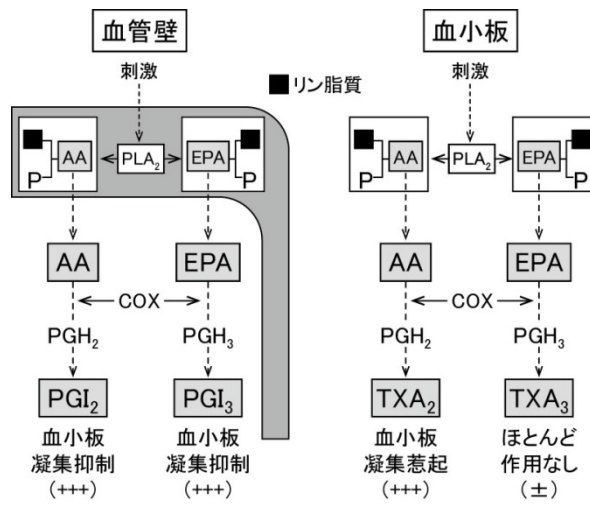 血管壁
刺激
リン脂質
AA
P
PLA₂
EPA
P
AA
EPA
COX
PGH₂
PGH₃
PGI₂
PGI₃
血小板
凝集抑制
(+++)
血小板
凝集抑制
(+++)
血小板
刺激
AA
P
PLA₂
EPA
P
AA
EPA
COX
PGH₂
PGH₃
TXA₂
TXA₃
血小板
凝集惹起
(+++)
ほとんど
作用なし
(±)